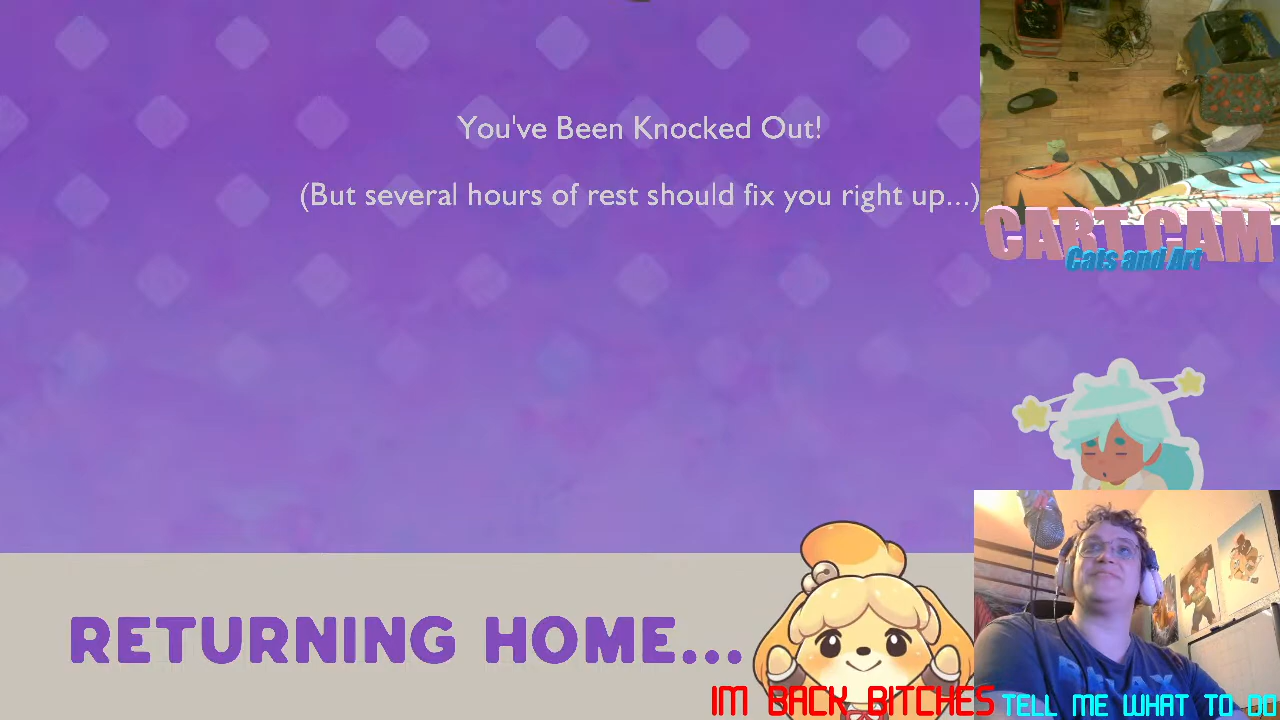 You've Been Knocked Out!
(But several hours of rest should fix you right up...)
CART CAM
Cats and Art
RETURNING HOME...
IM BACK BITCHES
TELL ME WHAT TO DO